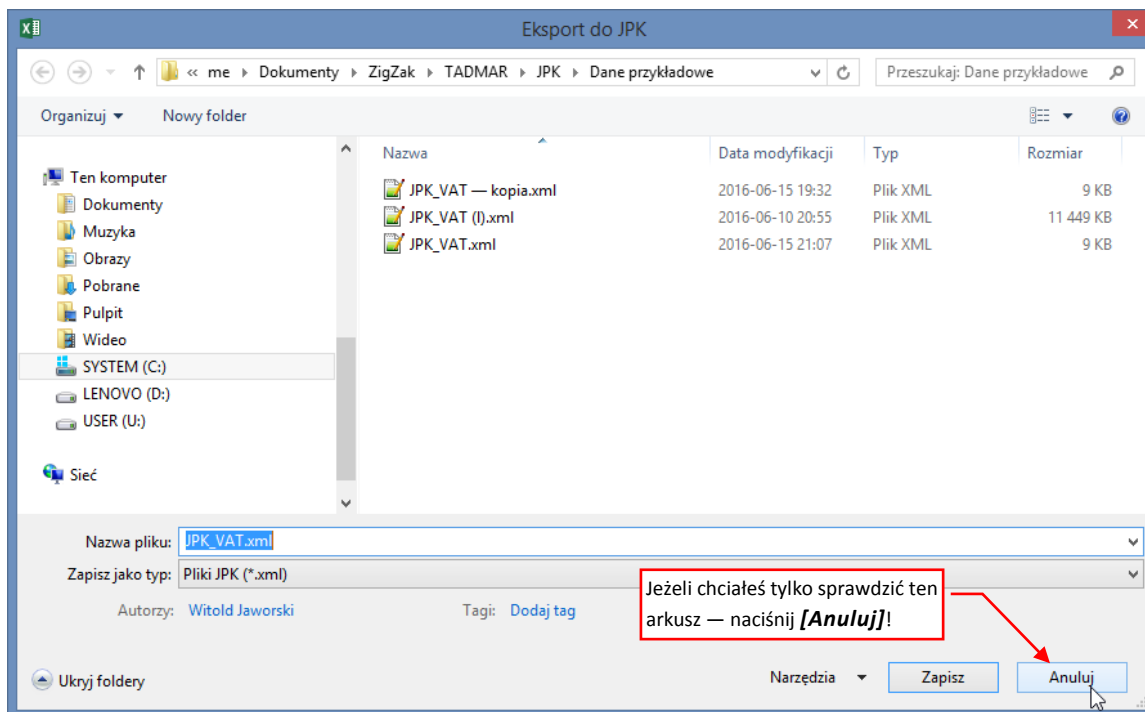 Eksport do JPK
« me Dokumenty ZigZak TADMAR JPK Dane przykładowe
Przeszukaj: Dane przykładowe
Organizuj Nowy folder
Nazwa Data modyfikacji Typ Rozmiar
Ten komputer
Dokumenty
Muzyka
Obrazy
Pobrane
Pulpit
Wideo
SYSTEM (C:)
LENOVO (D:)
USER (U:)
Sieć
JPK_VAT — kopia.xml 2016-06-15 19:32 Plik XML 9 KB
JPK_VAT (I).xml 2016-06-10 20:55 Plik XML 11 449 KB
JPK_VAT.xml 2016-06-15 21:07 Plik XML 9 KB
Nazwa pliku: JPK_VAT.xml
Zapisz jako typ: Pliki JPK (*.xml)
Autorzy: Witold Jaworski Tagi: Dodaj tag
Jeżeli chciałeś tylko sprawdzić ten
arkusz — naciśnij [Anuluj]!
Ukryj foldery Narzędzia Zapisz Anuluj